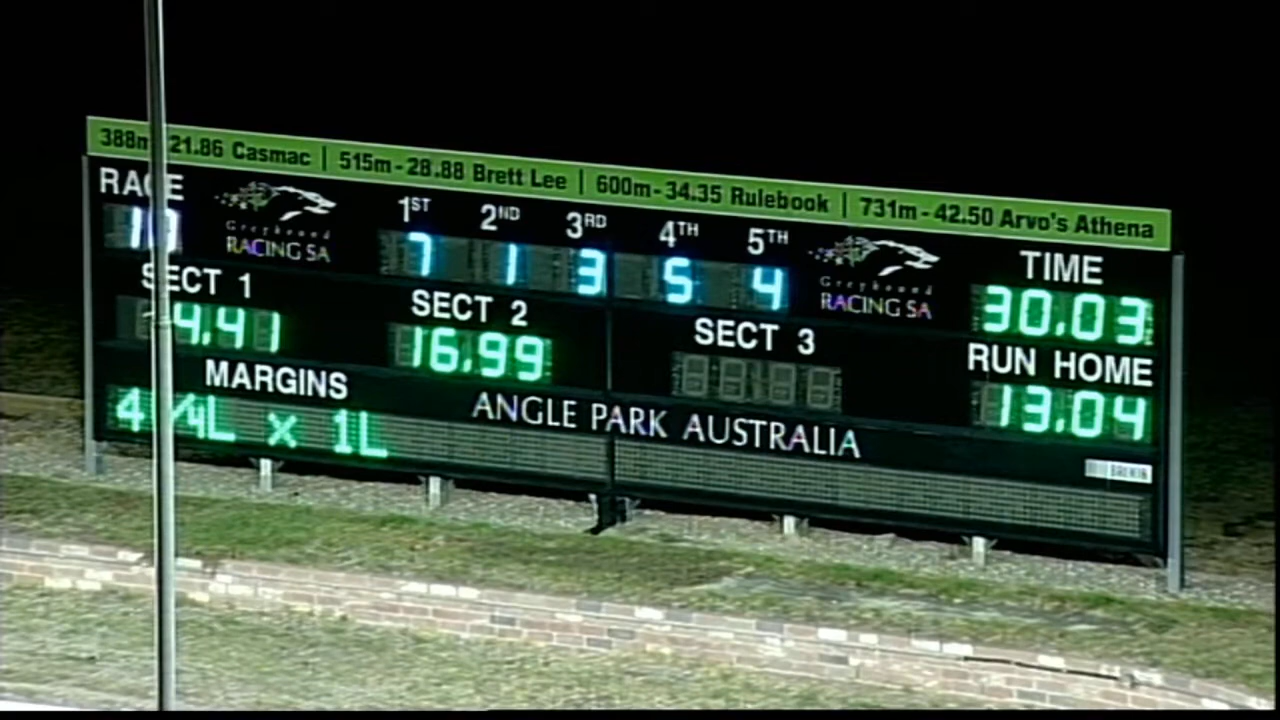 388m - 21.86 Casmac | 515m - 28.88 Brett Lee | 600m - 34.35 Rulebook | 731m - 42.50 Arvo's Athena
RACE
Greyhound
RACING SA
1ST 2ND 3RD 4TH 5TH
7 1 3 5 4
Greyhound
RACING SA
TIME
30.03
SECT 1
4.41
SECT 2
16.99
SECT 3
RUN HOME
13.04
MARGINS
4 1/4L x 1L
ANGLE PARK AUSTRALIA